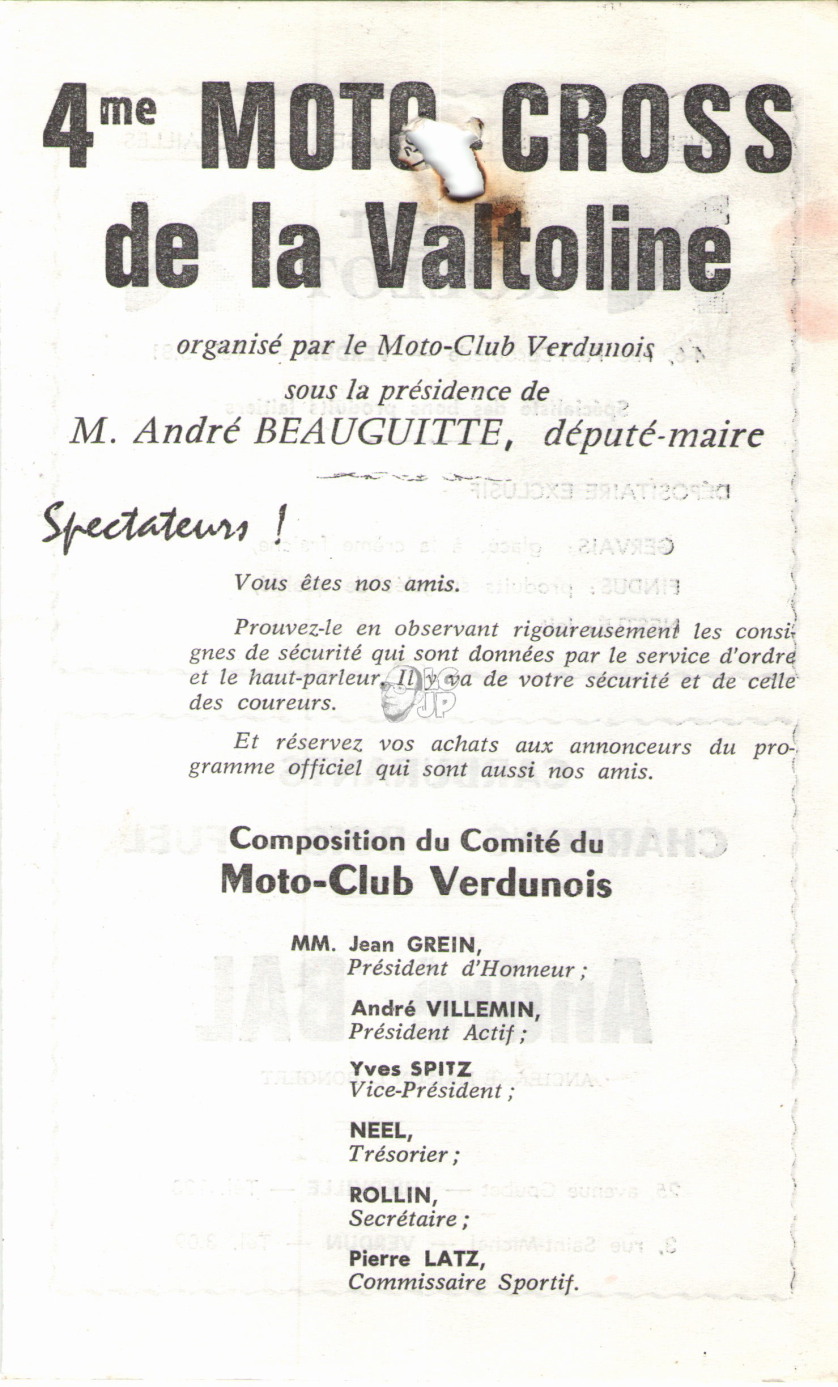 4me MOTO CROSS
de la Valtoline
organisé par le Moto-Club Verdunois
sous la présidence de
M. André BEAUGUITTE, député-maire
Spectateurs !
Vous êtes nos amis.
Prouvez-le en observant rigoureusement les consi-
gnes de sécurité qui sont données par le service d'ordre
et le haut-parleur. Il y va de votre sécurité et de celle
des coureurs.
LG
JP
Et réservez vos achats aux annonceurs du pro-
gramme officiel qui sont aussi nos amis.
Composition du Comité du
Moto-Club Verdunois
MM. Jean GREIN,
Président d'Honneur ;
André VILLEMIN,
Président Actif ;
Yves SPITZ
Vice-Président ;
NEEL,
Trésorier ;
ROLLIN,
Secrétaire ;
Pierre LATZ,
Commissaire Sportif.